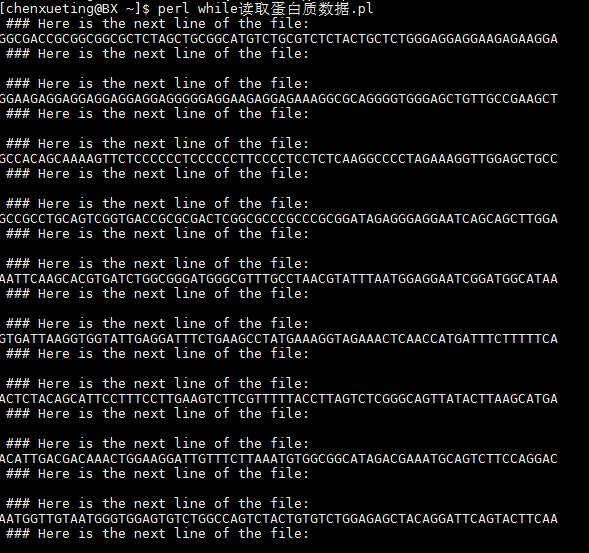 [chenxueting@BX ~]$ perl while读取蛋白质数据.pl
### Here is the next line of the file:
GGCGACCGCGGCGGCGCTCTAGCTGCGGCATGTCTGCGTCTCTACTGCTCTGGGAGGAGGAAGAGAAGGA
### Here is the next line of the file:
### Here is the next line of the file:
GGAAGAGGAGGAGGAGGAGGAGGGGGAGGAAGAGGAGAAAGGCGCAGGGGTGGGAGCTGTTGCCGAAGCT
### Here is the next line of the file:
### Here is the next line of the file:
GCCACAGCAAAAGTTCTCCCCCCTCCCCCCTTCCCCTCCTCTCAAGGCCCCTAGAAAGGTTGGAGCTGCC
### Here is the next line of the file:
### Here is the next line of the file:
GCCGCCTGCAGTCGGTGACCGCGCGACTCGGCGCCCGCCCGCGGATAGAGGGAGGAATCAGCAGCTTGGA
### Here is the next line of the file:
### Here is the next line of the file:
AATTCAAGCACGTGATCTGGCGGGATGGGCGTTTGCCTAACGTATTTAATGGAGGAATCGGATGGCATAA
### Here is the next line of the file:
### Here is the next line of the file:
GTGATTAAGGTGGTATTGAGGATTTCTGAAGCCTATGAAAGGTAGAAACTCAACCATGATTTCTTTTTCA
### Here is the next line of the file:
### Here is the next line of the file:
ACTCTACAGCATTCCTTTCCTTGAAGTCTTCGTTTTTACCTTAGTCTCGGGCAGTTATACTTAAGCATGA
### Here is the next line of the file:
### Here is the next line of the file:
ACATTGACGACAAACTGGAAGGATTGTTTCTTAAATGTGGCGGCATAGACGAAATGCAGTCTTCCAGGAC
### Here is the next line of the file:
### Here is the next line of the file:
AATGGTTGTAATGGGTGGAGTGTCTGGCCAGTCTACTGTGTCTGGAGAGCTACAGGATTCAGTACTTCAA
### Here is the next line of the file: